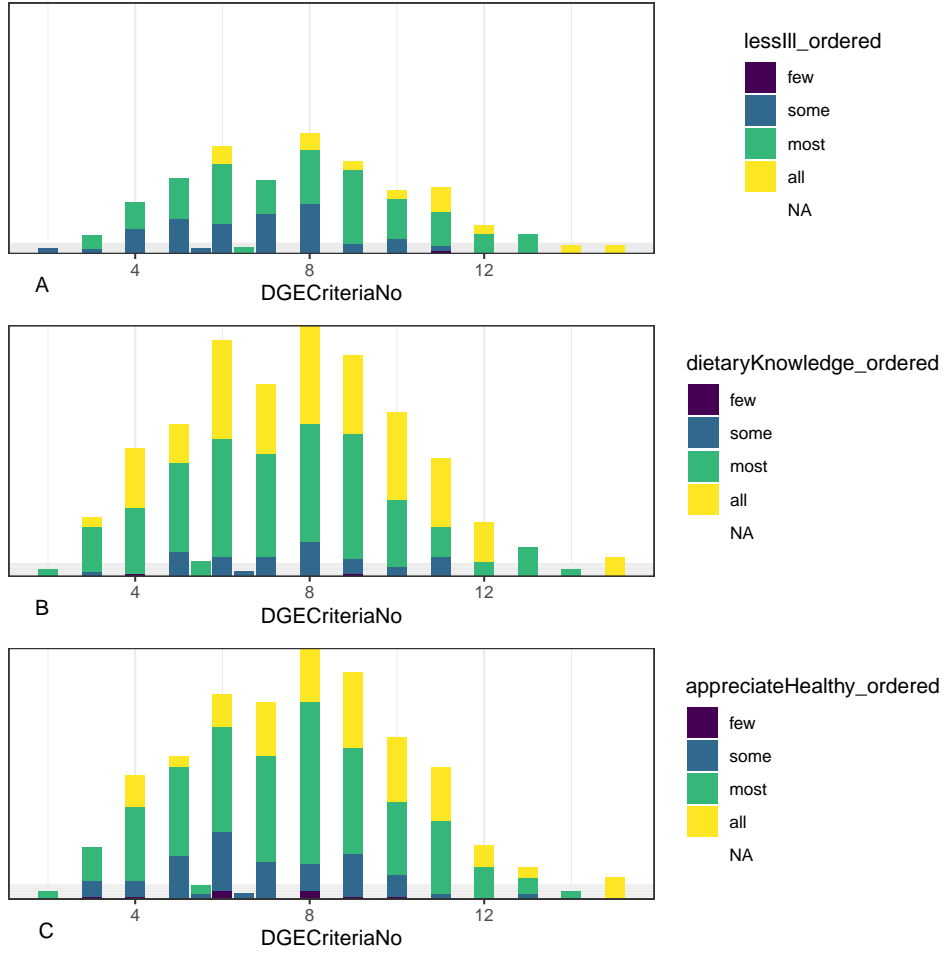 lessIll_ordered
few
some
most
all
NA
4 8 12
DGECriteriaNo
A
dietaryKnowledge_ordered
few
some
most
all
NA
4 8 12
DGECriteriaNo
B
appreciateHealthy_ordered
few
some
most
all
NA
4 8 12
DGECriteriaNo
C